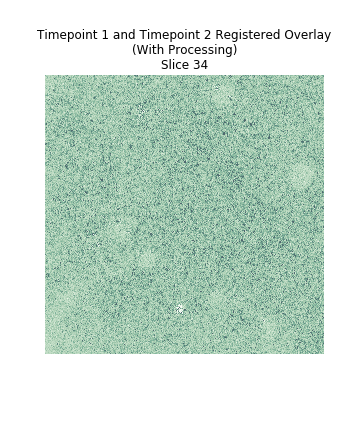 Timepoint 1 and Timepoint 2 Registered Overlay
(With Processing)
Slice 34